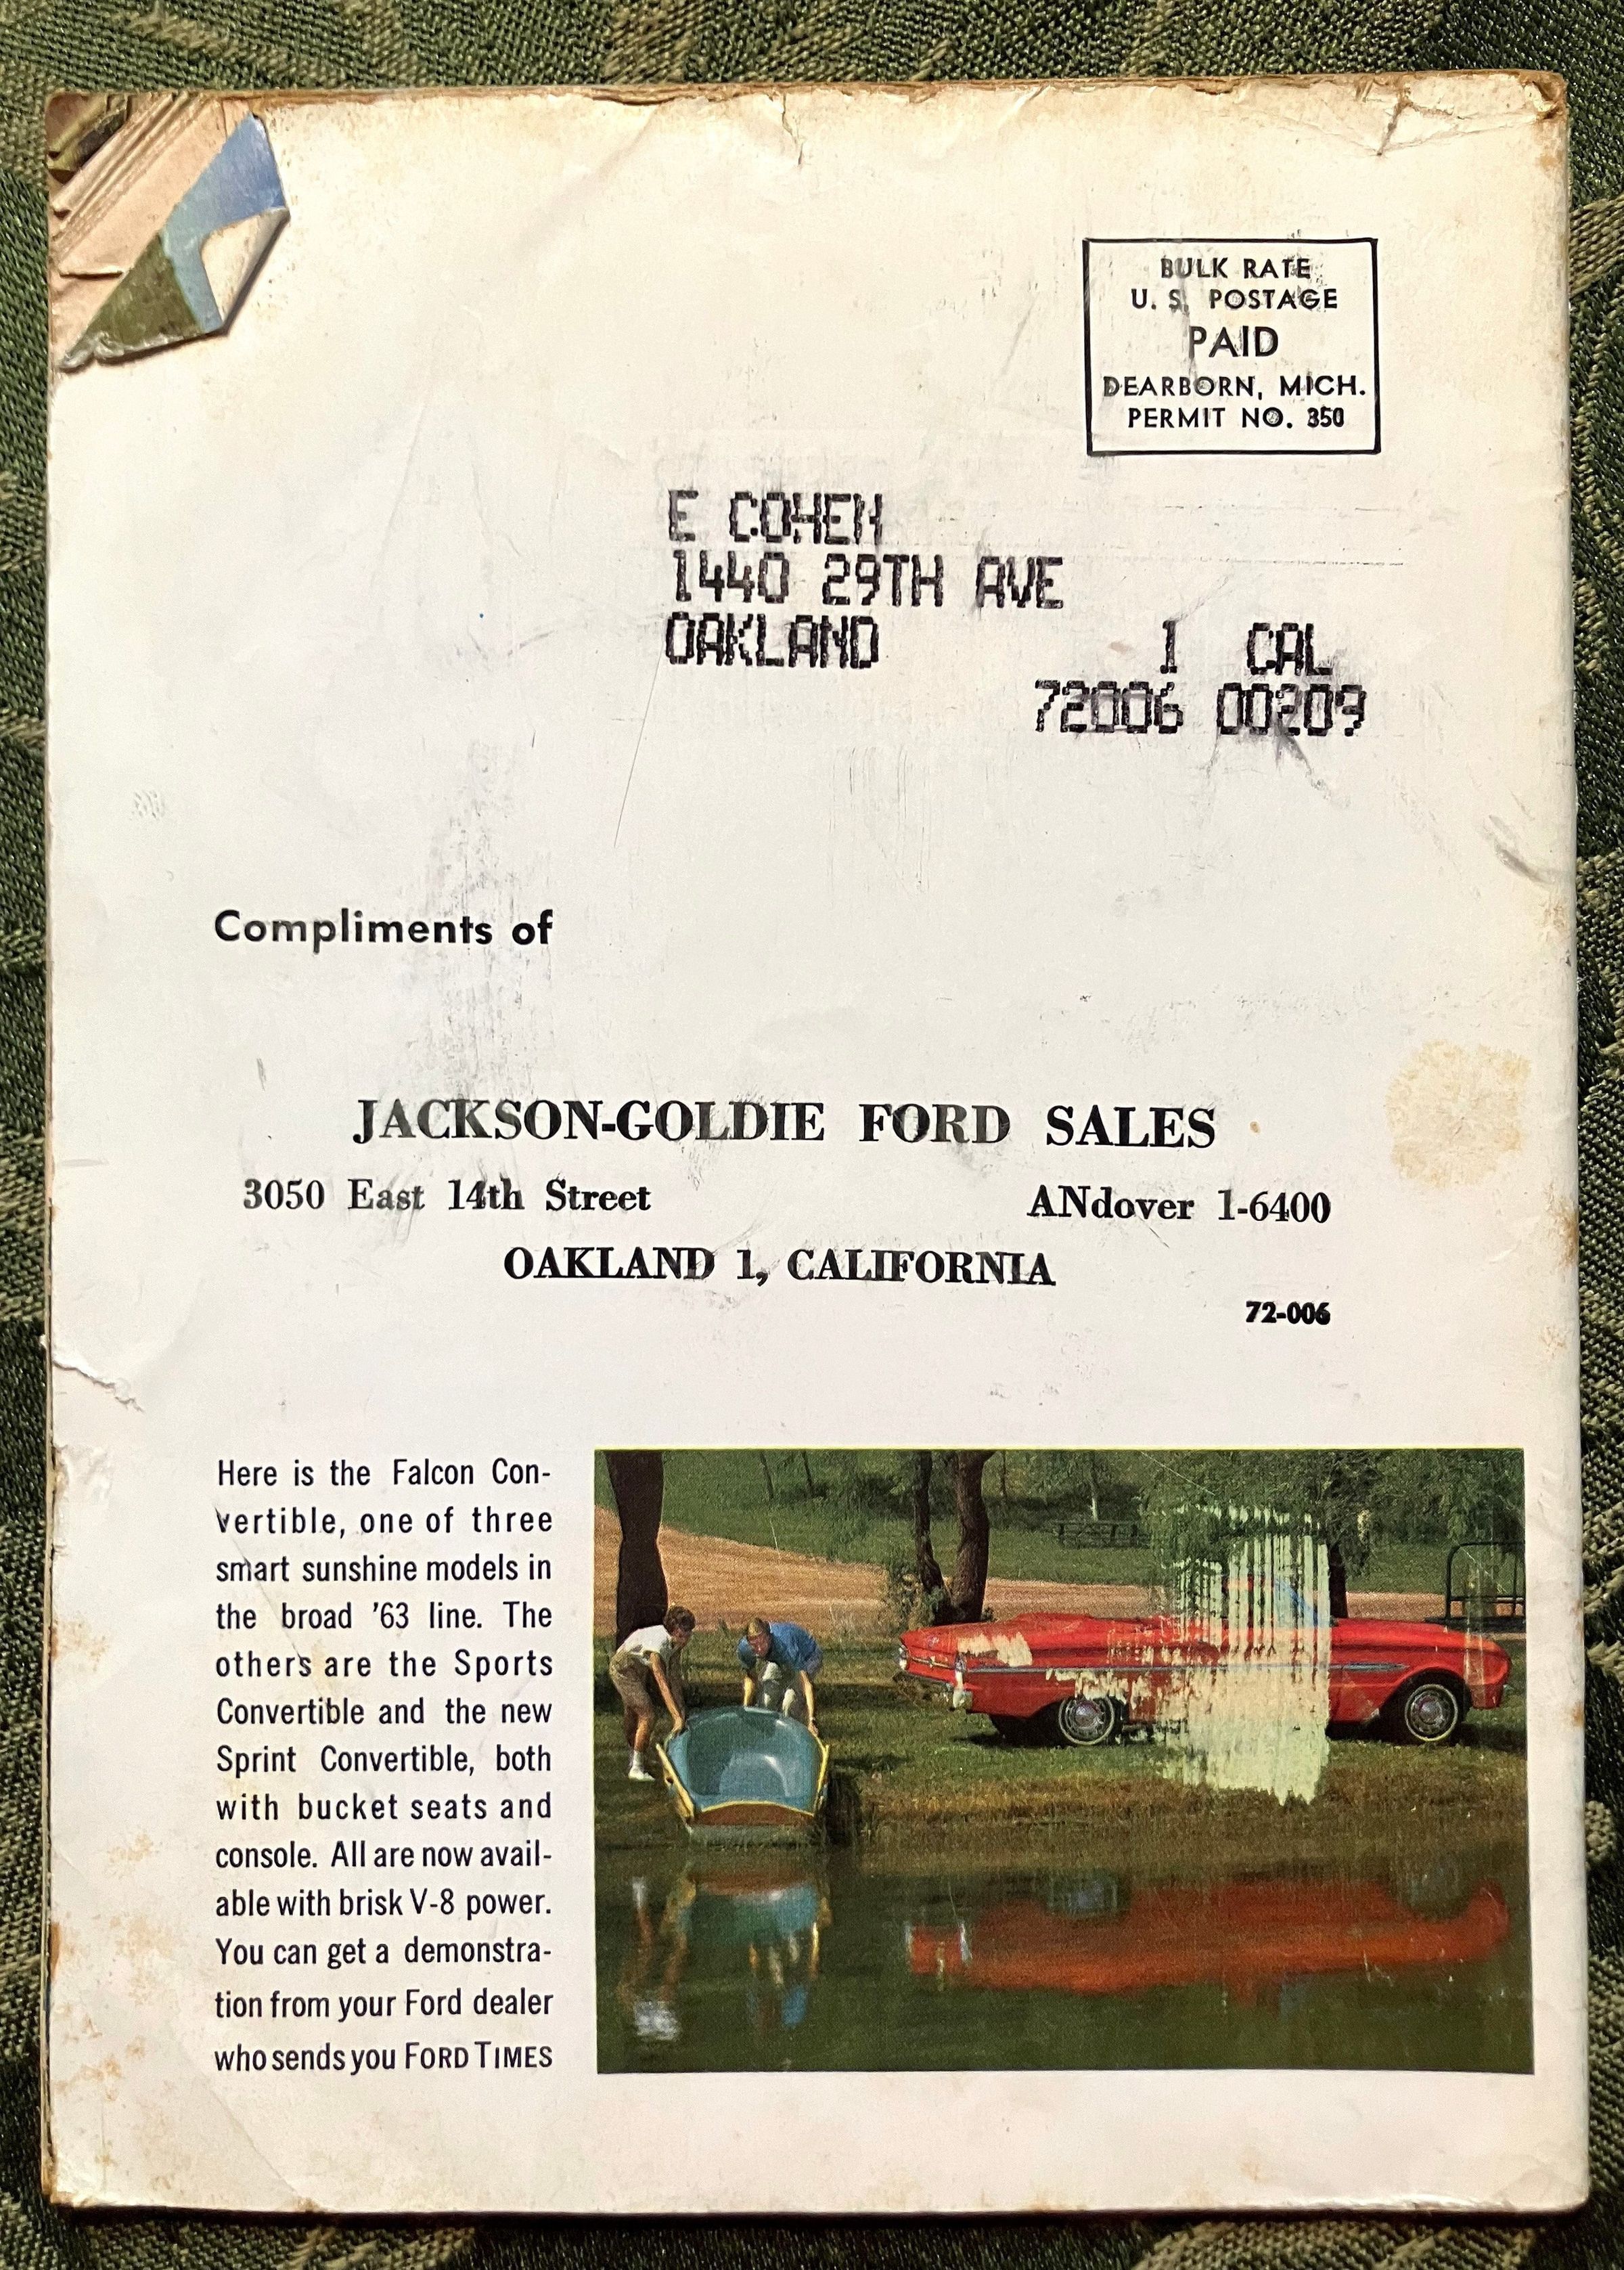 BULK RATE
U. S. POSTAGE
PAID
DEARBORN, MICH.
PERMIT NO. 350
E COHEN
1440 29TH AVE
OAKLAND 1 CAL
72006 00209
Compliments of
JACKSON-GOLDIE FORD SALES
3050 East 14th Street ANdover 1-6400
OAKLAND 1, CALIFORNIA
72-006
Here is the Falcon Con-
vertible, one of three
smart sunshine models in
the broad '63 line. The
others are the Sports
Convertible and the new
Sprint Convertible, both
with bucket seats and
console. All are now avail-
able with brisk V-8 power.
You can get a demonstra-
tion from your Ford dealer
who sends you FORD TIMES